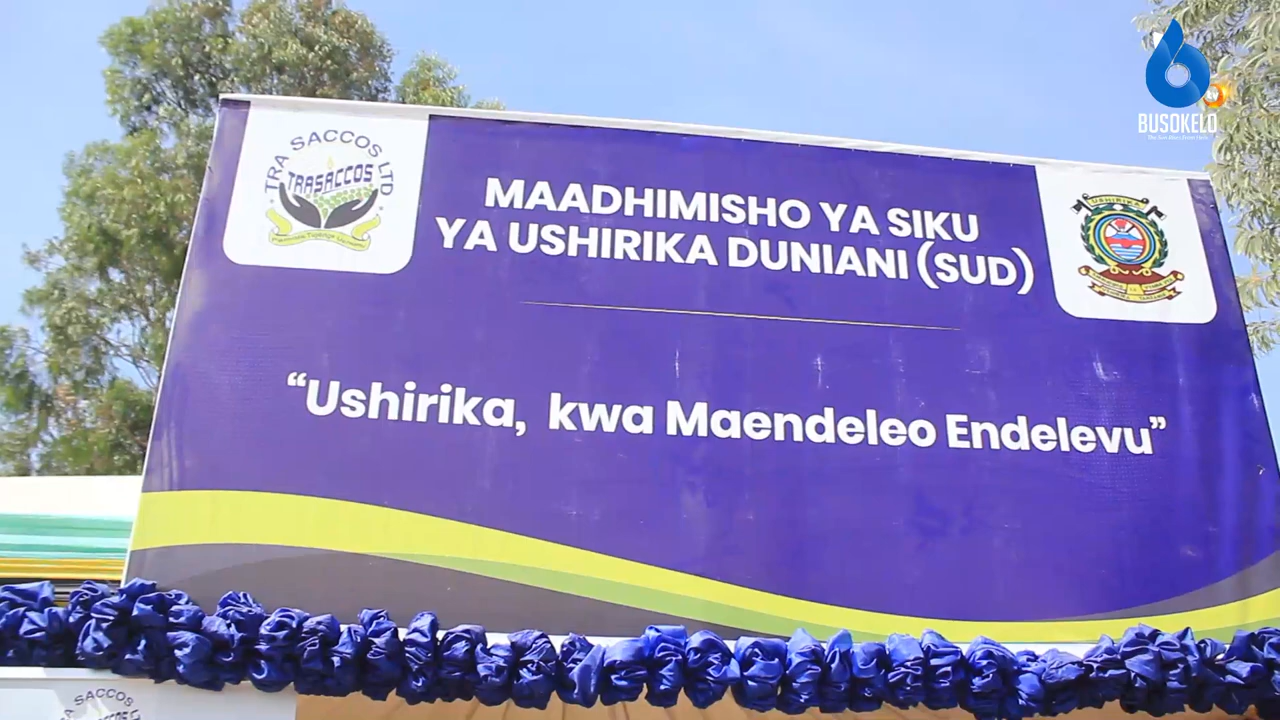 BUSOKELO
TRA SACCOS LTD
TRASACCOS
MAADHIMISHO YA SIKU
YA USHIRIKA DUNIANI (SUD)
USHIRIKA
“Ushirika, kwa Maendeleo Endelevu”
SACCOS